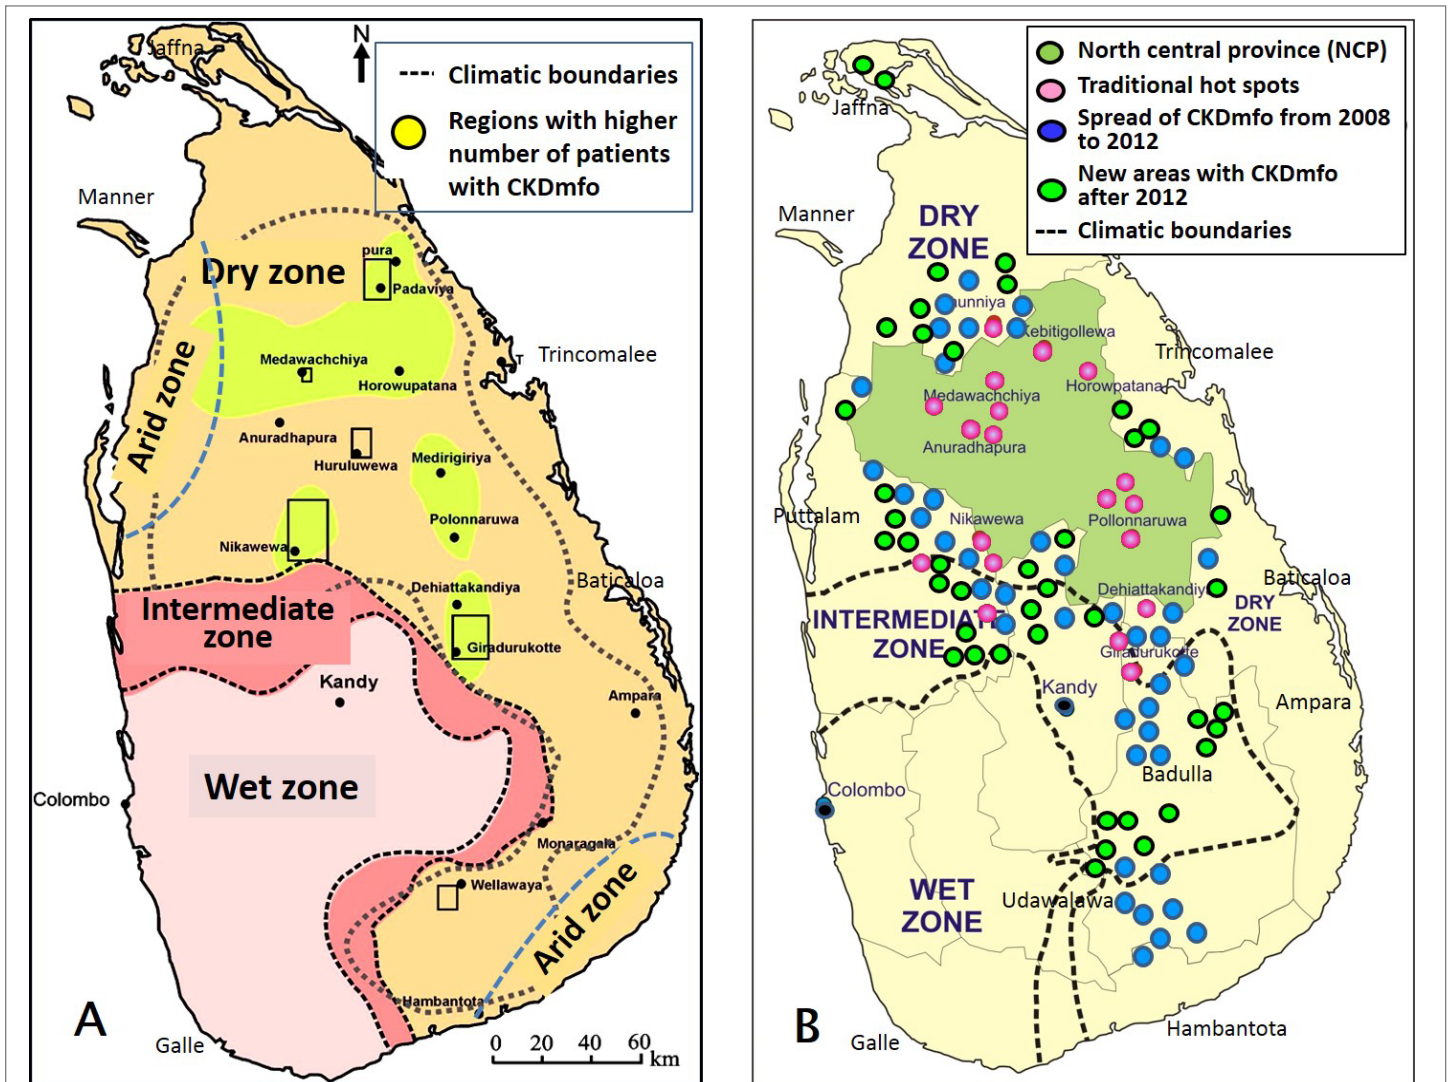 Jaffna
N
Climatic boundaries
Regions with higher
number of patients
with CKDmfo
Manner
Dry zone
pura
Padaviya
Arid zone
Medawachchiya
Horowupatana
T
Trincomalee
Anuradhapura
Huruluwewa
Medirigiriya
Polonnaruwa
Nikawewa
Dehiattakandiya
Baticaloa
Intermediate
zone
Giradurukotte
Kandy
Ampara
Wet zone
Colombo
Monaragala
Wellawaya
Arid zone
Hambantota
A
Galle
0 20 40 60
km
North central province (NCP)
Traditional hot spots
Spread of CKDmfo from 2008
to 2012
New areas with CKDmfo
after 2012
Climatic boundaries
Jaffna
Manner
DRY
ZONE
unniya
Kebitigollewa
Trincomalee
Medawachchiya
Horowpatana
Anuradhapura
Puttalam
Nikawewa
Pollonnaruwa
Dehiattakandiy
Baticaloa
DRY
ZONE
INTERMEDIATE
ZONE
Giradurukotte
Kandy
Ampara
Badulla
Colombo
WET
ZONE
Udawalawa
B
Galle
Hambantota